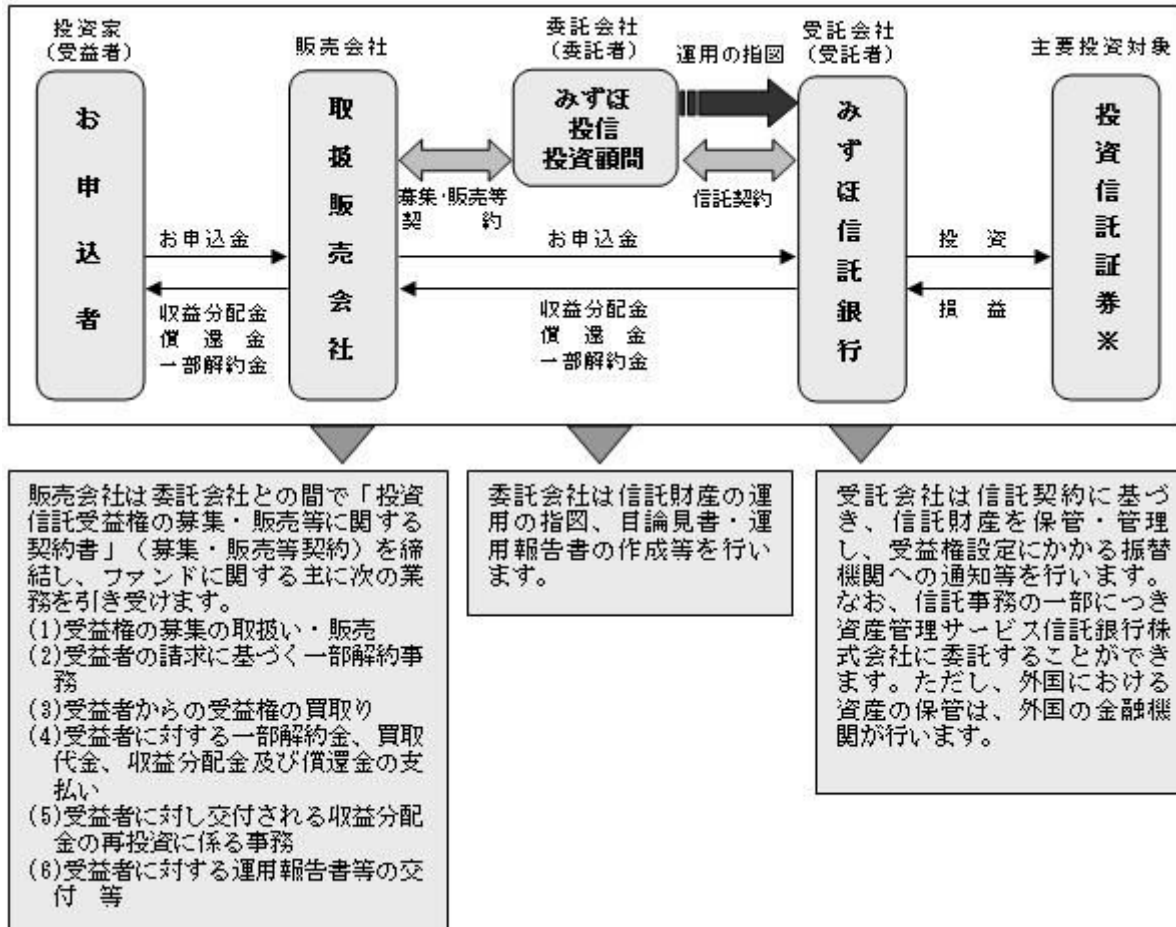 投資家
(受益者)
販売会社
委託会社
(委託者)
運用の指図
受託会社
(受託者)
主要投資対象
お申込者
取扱販売会社
みずほ
投信
投資顧問
みずほ信託銀行
投資信託証券※
募集・販売等
契　　約
信託契約
お申込金
お申込金
投　資
収益分配金
償　還　金
一部解約金
収益分配金
償　還　金
一部解約金
損　益
販売会社は委託会社との間で「投資
信託受益権の募集・販売等に関する
契約書」（募集・販売等契約）を締
結し、ファンドに関する主に次の業
務を引き受けます。
(1)受益権の募集の取扱い・販売
(2)受益者の請求に基づく一部解約事
務
(3)受益者からの受益権の買取り
(4)受益者に対する一部解約金、買取
代金、収益分配金及び償還金の支
払い
(5)受益者に対し交付される収益分配
金の再投資に係る事務
(6)受益者に対する運用報告書等の交
付　等
委託会社は信託財産の運
用の指図、目論見書・運
用報告書の作成等を行い
ます。
受託会社は信託契約に基づ
き、信託財産を保管・管理
し、受益権設定にかかる振替
機関への通知等を行います。
なお、信託事務の一部につき
資産管理サービス信託銀行株
式会社に委託することができ
ます。ただし、外国における
資産の保管は、外国の金融機
関が行います。